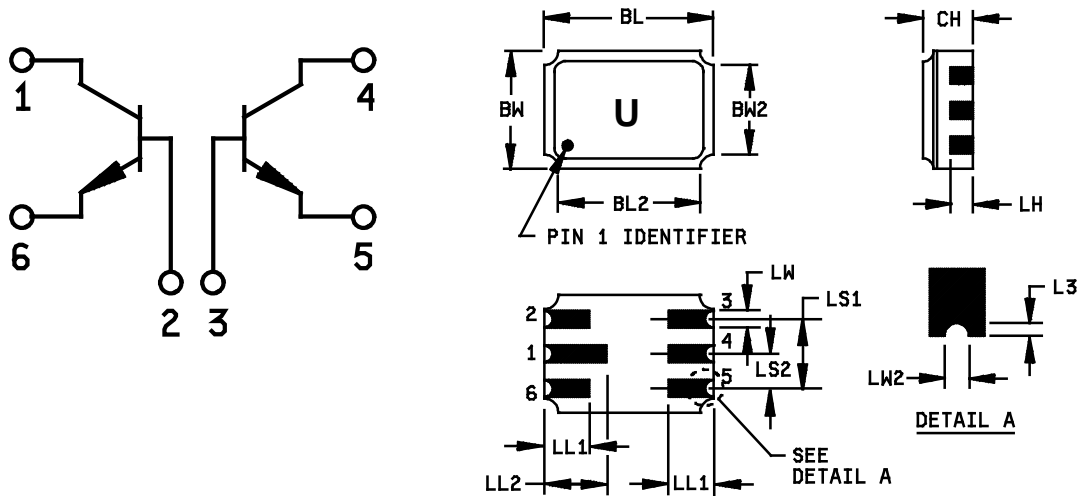 1
4
6
5
2
3
BL
BW
U
BW2
BL2
PIN 1 IDENTIFIER
CH
LH
LW
LS1
LS2
2
3
1
4
6
5
LL1
LL2
LL1
SEE
DETAIL A
L3
LW2
DETAIL A